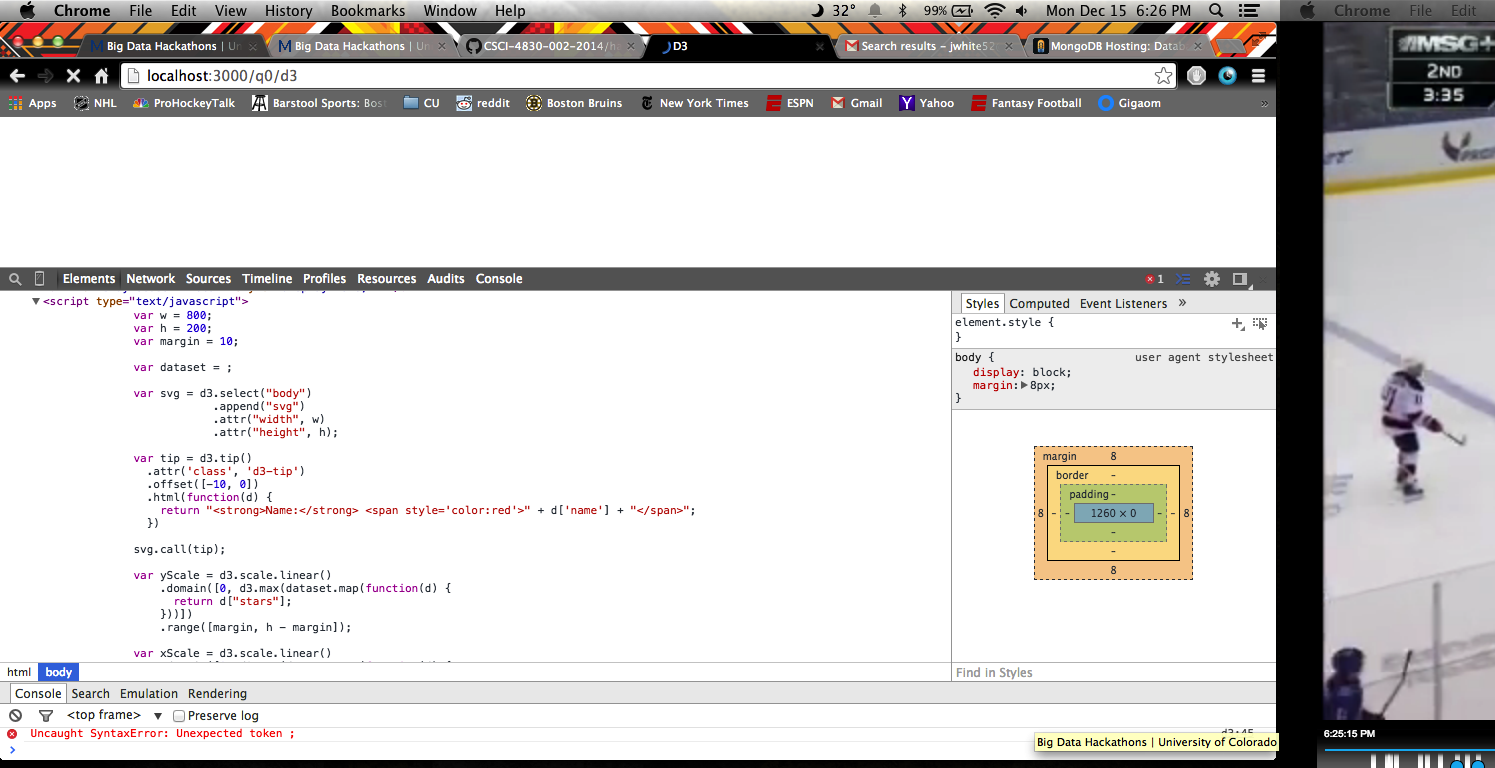 Chrome File Edit View History Bookmarks Window Help 32° 99% Mon Dec 15 6:26 PM
Chrome File Edit
Big Data Hackathons | Un
Big Data Hackathons | Un
CSCI-4830-002-2014/h
D3
Search results – jwhite52
MongoDB Hosting: Datab
localhost:3000/q0/d3
Apps NHL ProHockeyTalk Barstool Sports: Bost CU reddit Boston Bruins New York Times ESPN Gmail Yahoo Fantasy Football Gigaom »
MSG+
2ND
3:35
Elements Network Sources Timeline Profiles Resources Audits Console 1
<script type="text/javascript">
var w = 800;
var h = 200;
var margin = 10;
var dataset = ;
var svg = d3.select("body")
.append("svg")
.attr("width", w)
.attr("height", h);
var tip = d3.tip()
.attr('class', 'd3-tip')
.offset([-10, 0])
.html(function(d) {
return "<strong>Name:</strong> <span style='color:red'>" + d['name'] + "</span>";
})
svg.call(tip);
var yScale = d3.scale.linear()
.domain([0, d3.max(dataset.map(function(d) {
return d["stars"];
}))])
.range([margin, h - margin]);
var xScale = d3.scale.linear()
Styles Computed Event Listeners »
element.style {
}
body { user agent stylesheet
display: block;
margin: 8px;
}
margin 8
border -
padding -
8 - - 1260 × 0 - - 8
-
-
8
Find in Styles
html body
Console Search Emulation Rendering
<top frame> Preserve log
Uncaught SyntaxError: Unexpected token ; d3:45
Big Data Hackathons | University of Colorado
6:25:15 PM